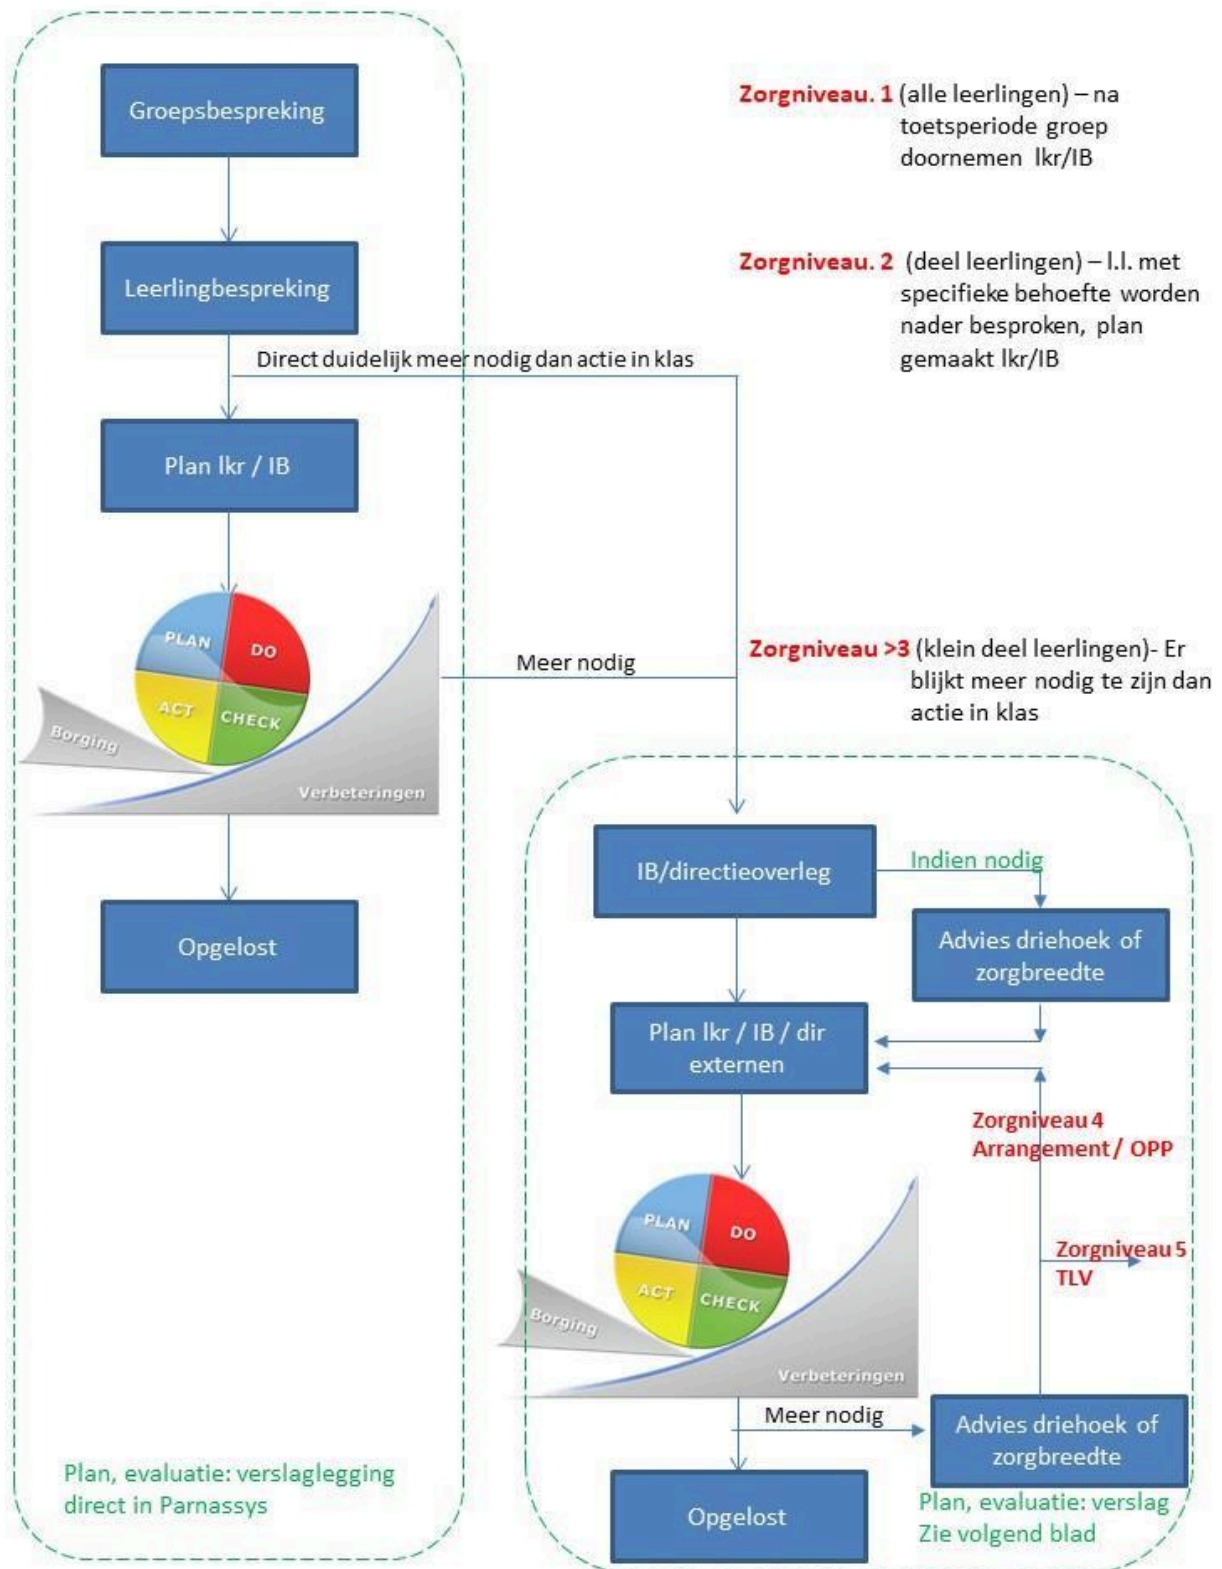 Groepsbespreking
Zorgniveau. 1 (alle leerlingen) – na
toetsperiode groep
doornemen lkr/IB
Leerlingbespreking
Zorgniveau. 2 (deel leerlingen) – l.l. met
specifieke behoefte worden
nader besproken, plan
gemaakt lkr/IB
Direct duidelijk meer nodig dan actie in klas
Plan lkr / IB
PLAN
DO
ACT
CHECK
Borging
Verbeteringen
Meer nodig
Zorgniveau >3 (klein deel leerlingen)- Er
blijkt meer nodig te zijn dan
actie in klas
Opgelost
IB/directieoverleg
Indien nodig
Advies driehoek of
zorgbreedte
Plan lkr / IB / dir
externen
Zorgniveau 4
Arrangement / OPP
Zorgniveau 5
TLV
PLAN
DO
ACT
CHECK
Borging
Verbeteringen
Meer nodig
Advies driehoek of
zorgbreedte
Opgelost
Plan, evaluatie: verslaglegging
direct in Parnassys
Plan, evaluatie: verslag
Zie volgend blad